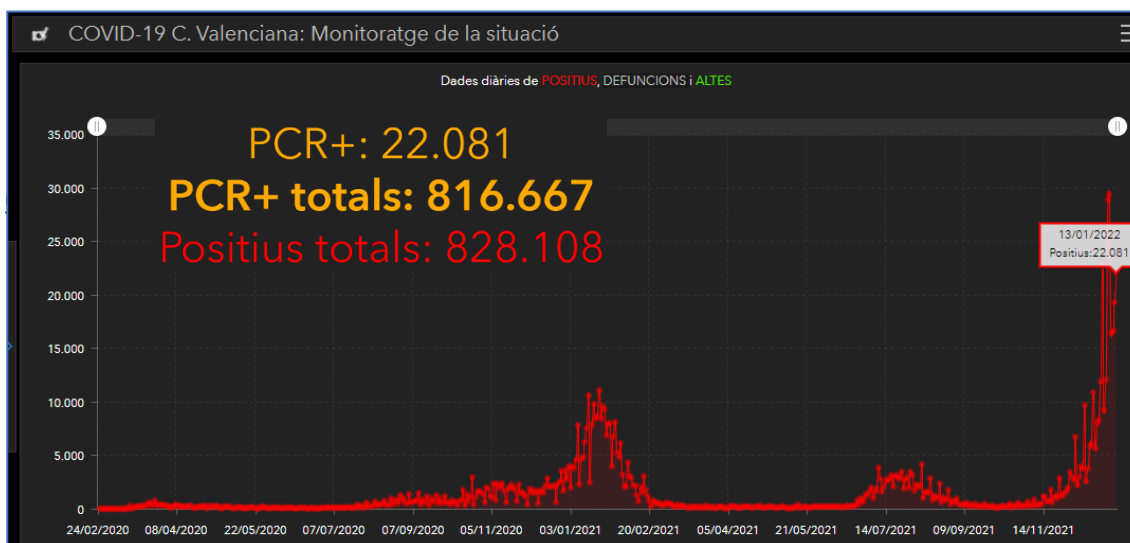 COVID-19 C. Valenciana: Monitoratge de la situació
Dades diàries de POSITIUS, DEFUNCIONS i ALTES
PCR+: 22.081
PCR+ totals: 816.667
Positius totals: 828.108
35.000
30.000
25.000
20.000
15.000
10.000
5.000
0
13/01/2022
Positius:22.081
24/02/2020 08/04/2020 22/05/2020 07/07/2020 07/09/2020 05/11/2020 03/01/2021 20/02/2021 05/04/2021 21/05/2021 14/07/2021 09/09/2021 14/11/2021